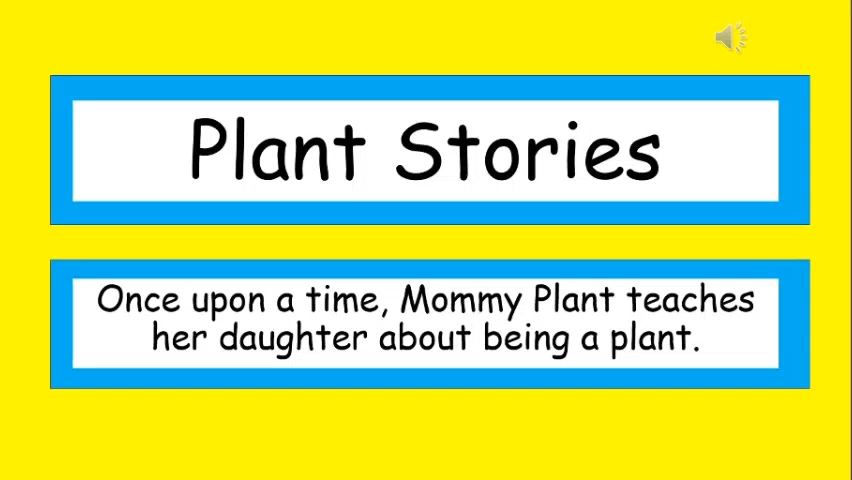 Plant Stories
Once upon a time, Mommy Plant teaches
her daughter about being a plant.